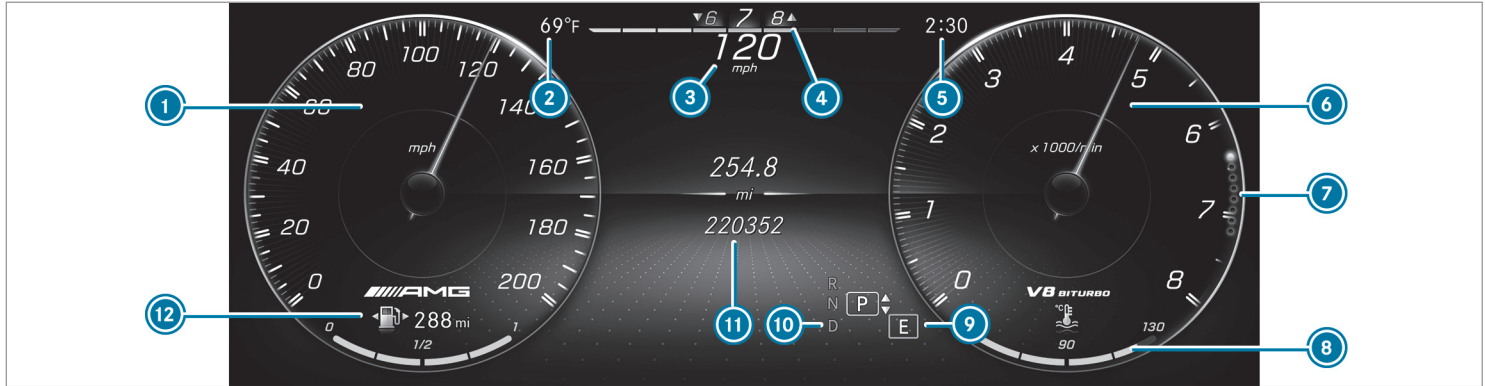 69°F
6 7 8
2:30
120
mph
2 3 4 5
0 20 40 60 80 100 120 140 160 180 200
mph
1
0 1 2 3 4 5 6 7 8
x 1000/min
6
7
254.8
mi
220352
AMG
288 mi
0 1/2 1
12
11
R
N
D
P
E
10
9
V8 BITURBO
°C
90 130
8